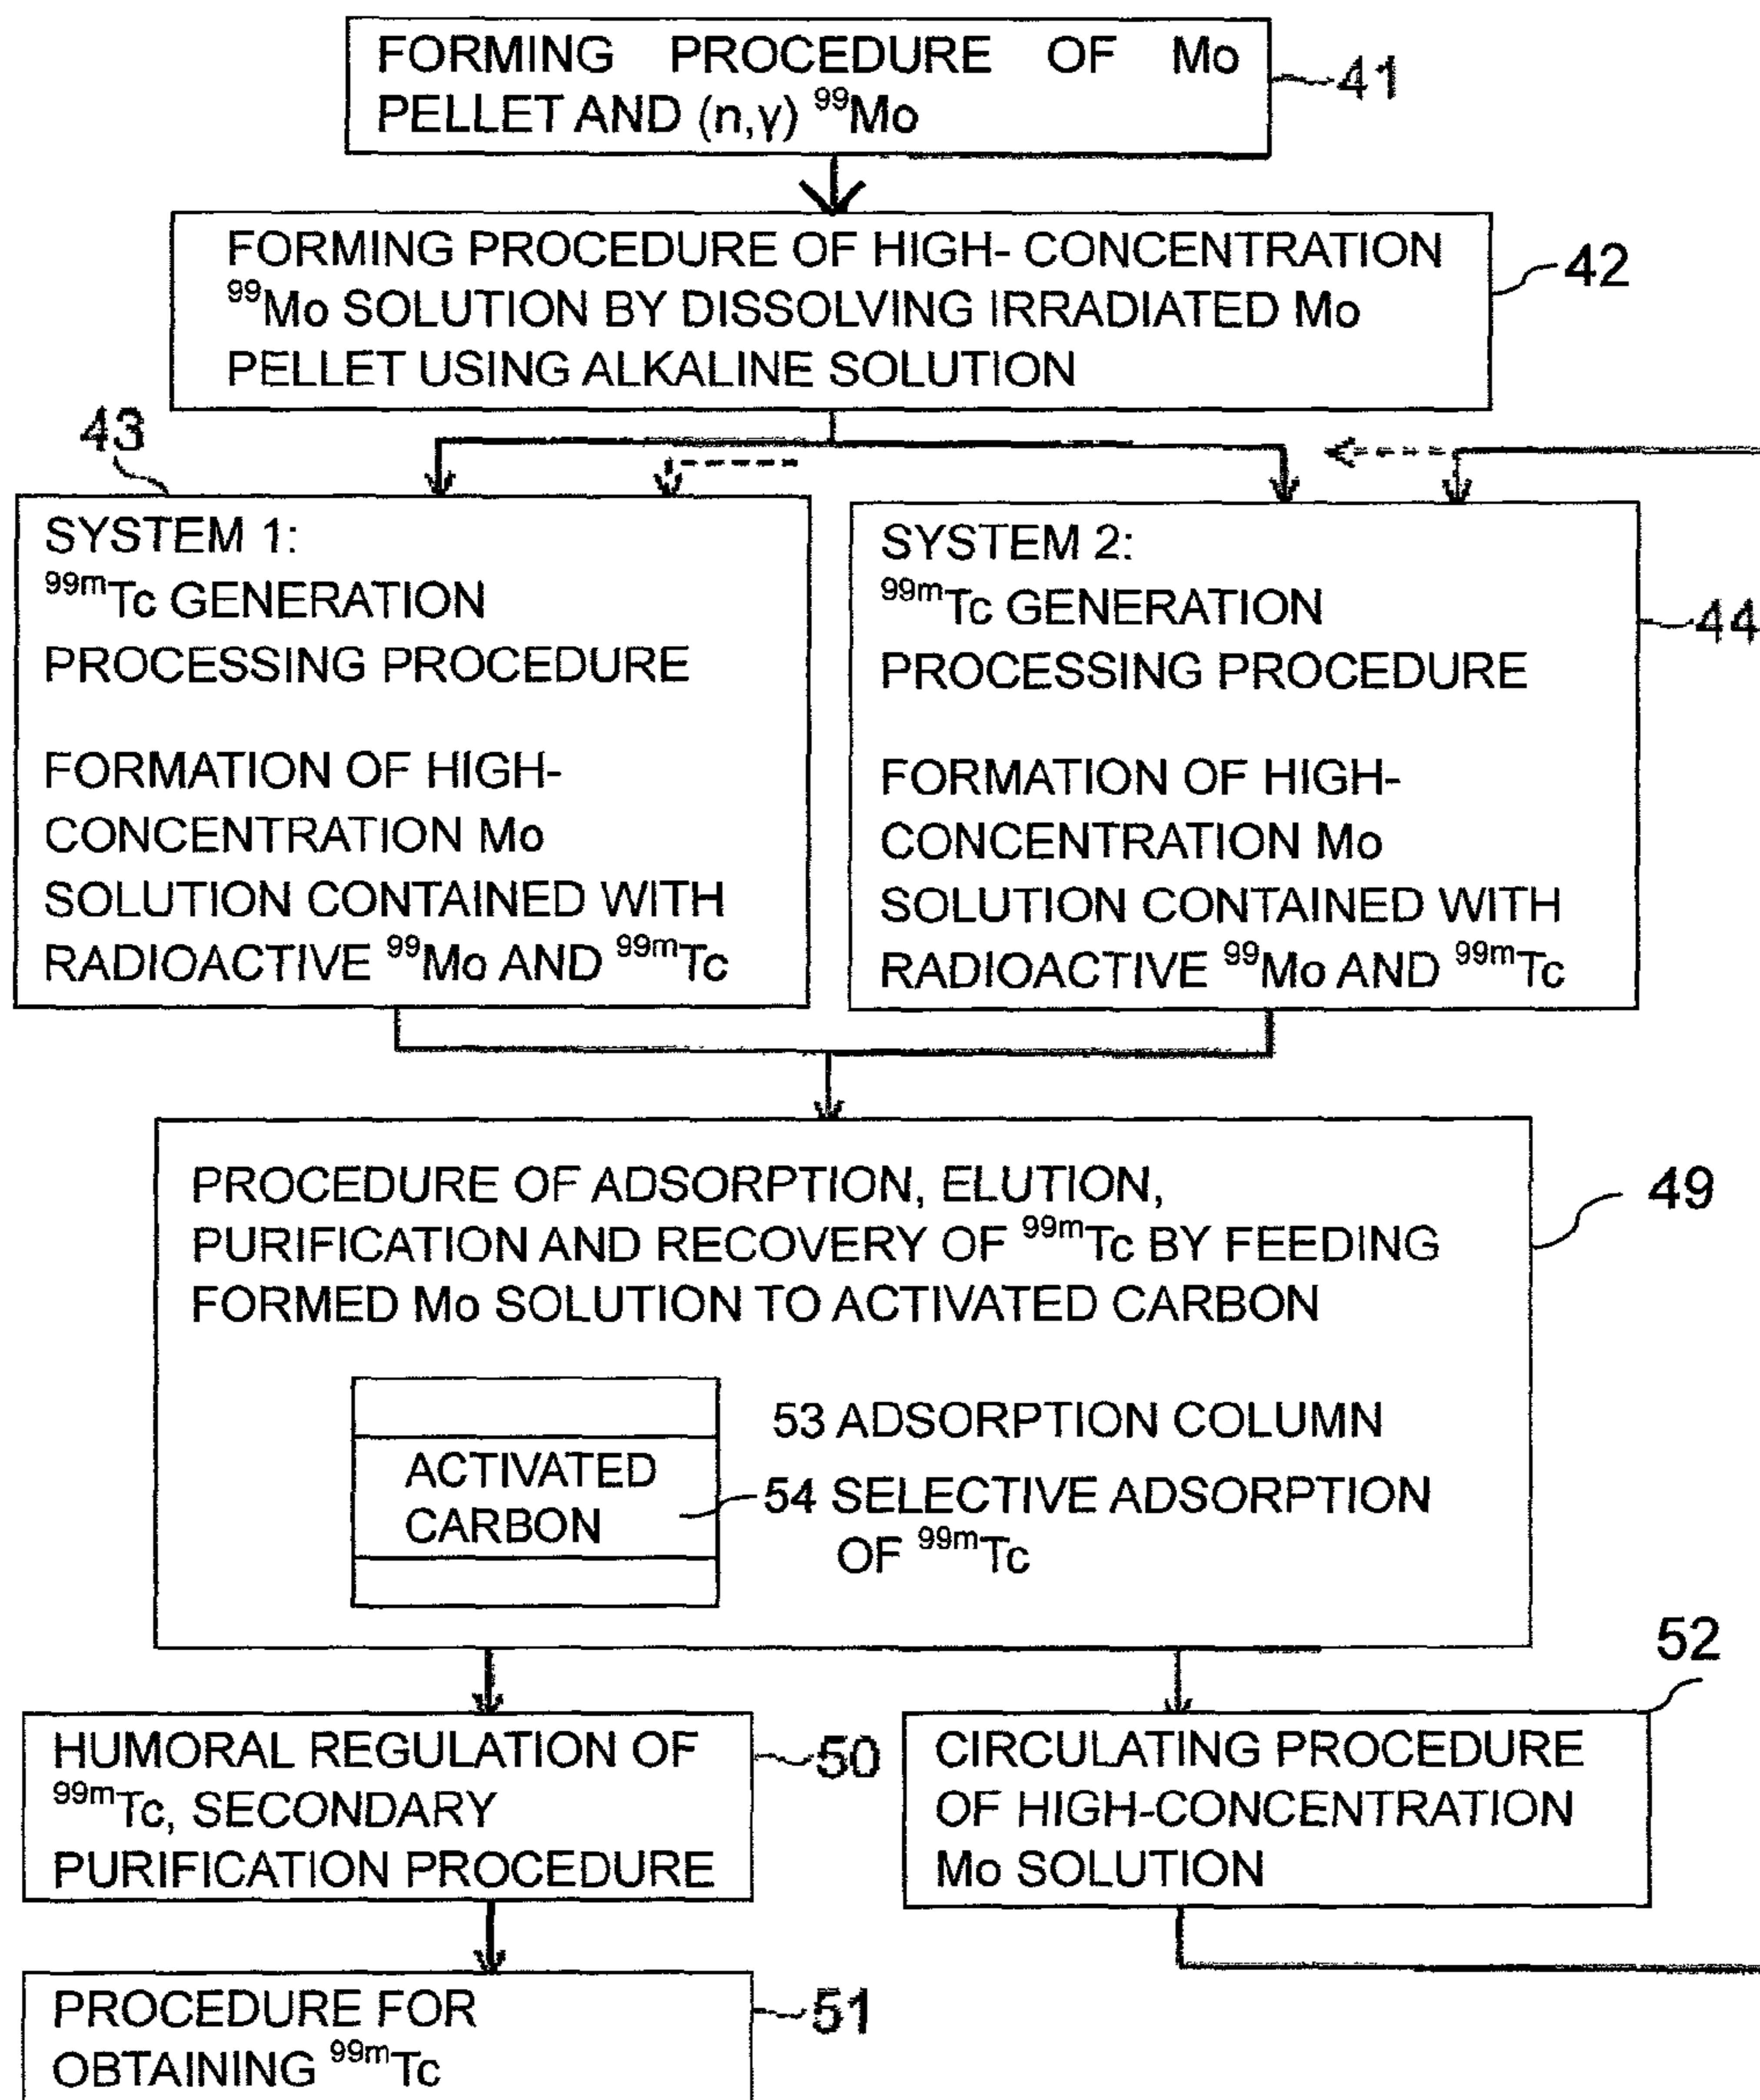 FORMING PROCEDURE OF Mo
PELLET AND (n,γ) ⁹⁹Mo
41
FORMING PROCEDURE OF HIGH- CONCENTRATION
⁹⁹Mo SOLUTION BY DISSOLVING IRRADIATED Mo
PELLET USING ALKALINE SOLUTION
42
43
SYSTEM 1:
⁹⁹ᵐTc GENERATION
PROCESSING PROCEDURE
FORMATION OF HIGH-
CONCENTRATION Mo
SOLUTION CONTAINED WITH
RADIOACTIVE ⁹⁹Mo AND ⁹⁹ᵐTc
SYSTEM 2:
⁹⁹ᵐTc GENERATION
PROCESSING PROCEDURE
FORMATION OF HIGH-
CONCENTRATION Mo
SOLUTION CONTAINED WITH
RADIOACTIVE ⁹⁹Mo AND ⁹⁹ᵐTc
44
PROCEDURE OF ADSORPTION, ELUTION,
PURIFICATION AND RECOVERY OF ⁹⁹ᵐTc BY FEEDING
FORMED Mo SOLUTION TO ACTIVATED CARBON
49
ACTIVATED
CARBON
53 ADSORPTION COLUMN
54 SELECTIVE ADSORPTION
OF ⁹⁹ᵐTc
HUMORAL REGULATION OF
⁹⁹ᵐTc, SECONDARY
PURIFICATION PROCEDURE
50
52
CIRCULATING PROCEDURE
OF HIGH-CONCENTRATION
Mo SOLUTION
PROCEDURE FOR
OBTAINING ⁹⁹ᵐTc
51